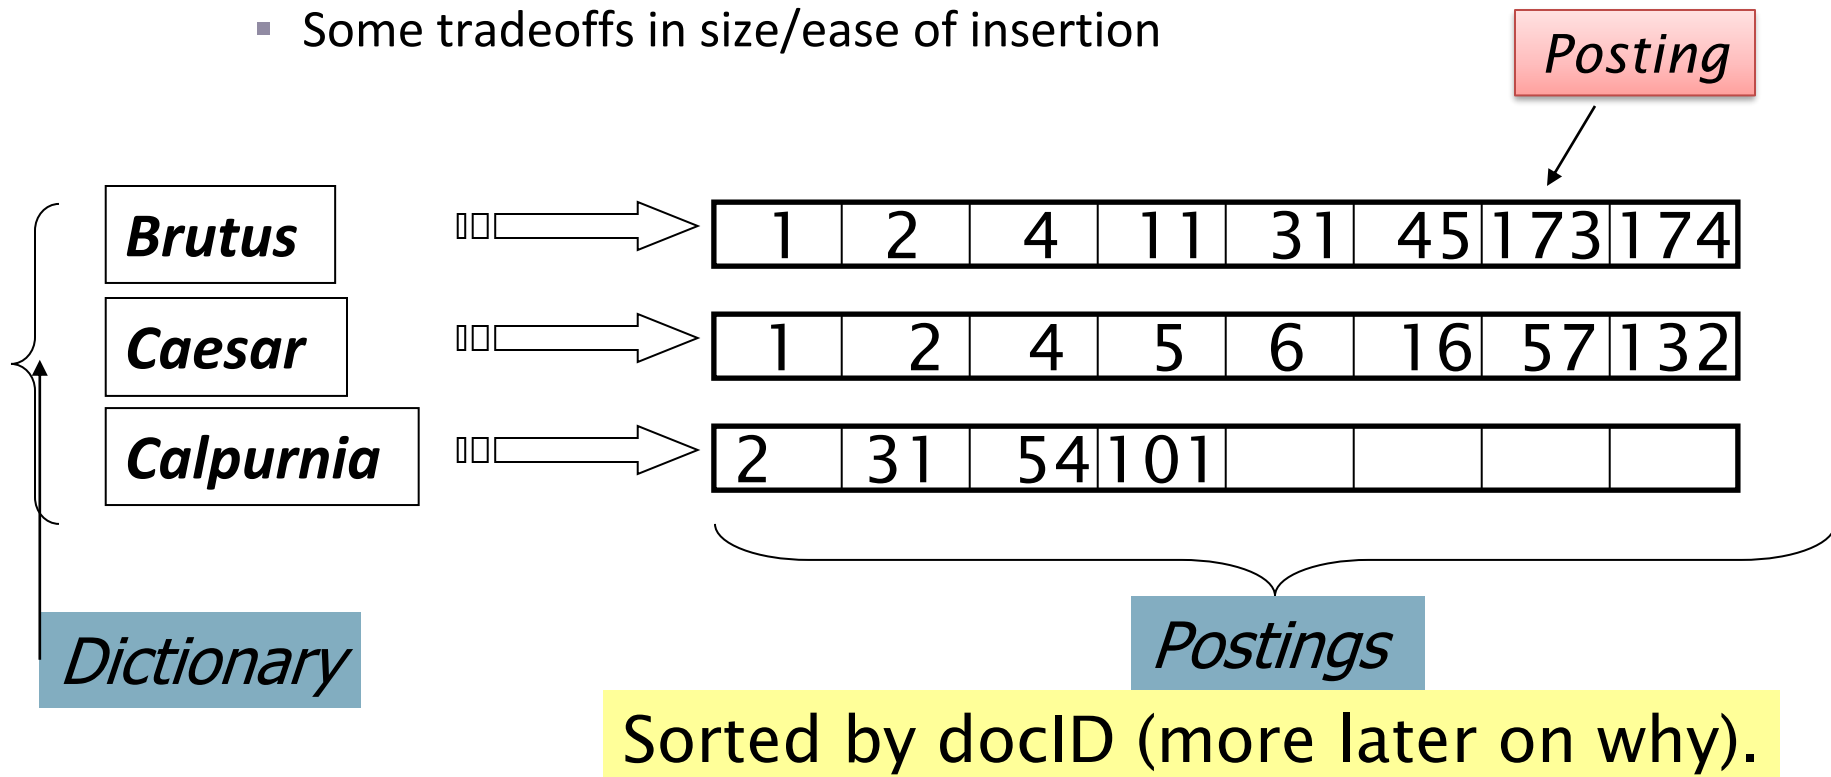 ▪ Some tradeoffs in size/ease of insertion
Posting
Brutus 1 2 4 11 31 45 173 174
Caesar 1 2 4 5 6 16 57 132
Calpurnia 2 31 54 101
Dictionary
Postings
Sorted by docID (more later on why).